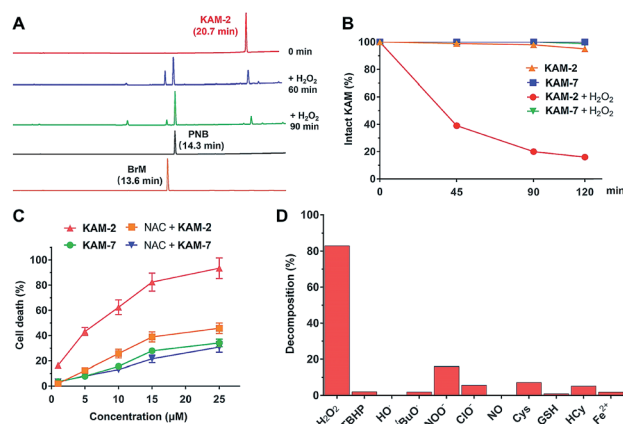 A
KAM-2
(20.7 min)
0 min
+ H₂O₂
60 min
+ H₂O₂
90 min
PNB
(14.3 min)
BrM
(13.6 min)
B
Intact KAM (%)
100
80
60
40
20
0
0 45 90 120
min
KAM-2
KAM-7
KAM-2 + H₂O₂
KAM-7 + H₂O₂
C
KAM-2 NAC + KAM-2
KAM-7 NAC + KAM-7
Cell death (%)
100
80
60
40
20
0
0 5 10 15 20 25
Concentration (μM)
D
Decomposition (%)
100
80
60
40
20
0
H₂O₂ TBHP HO· ᵗBuO· NOO⁻ ClO⁻ NO Cys GSH HCy Fe²⁺